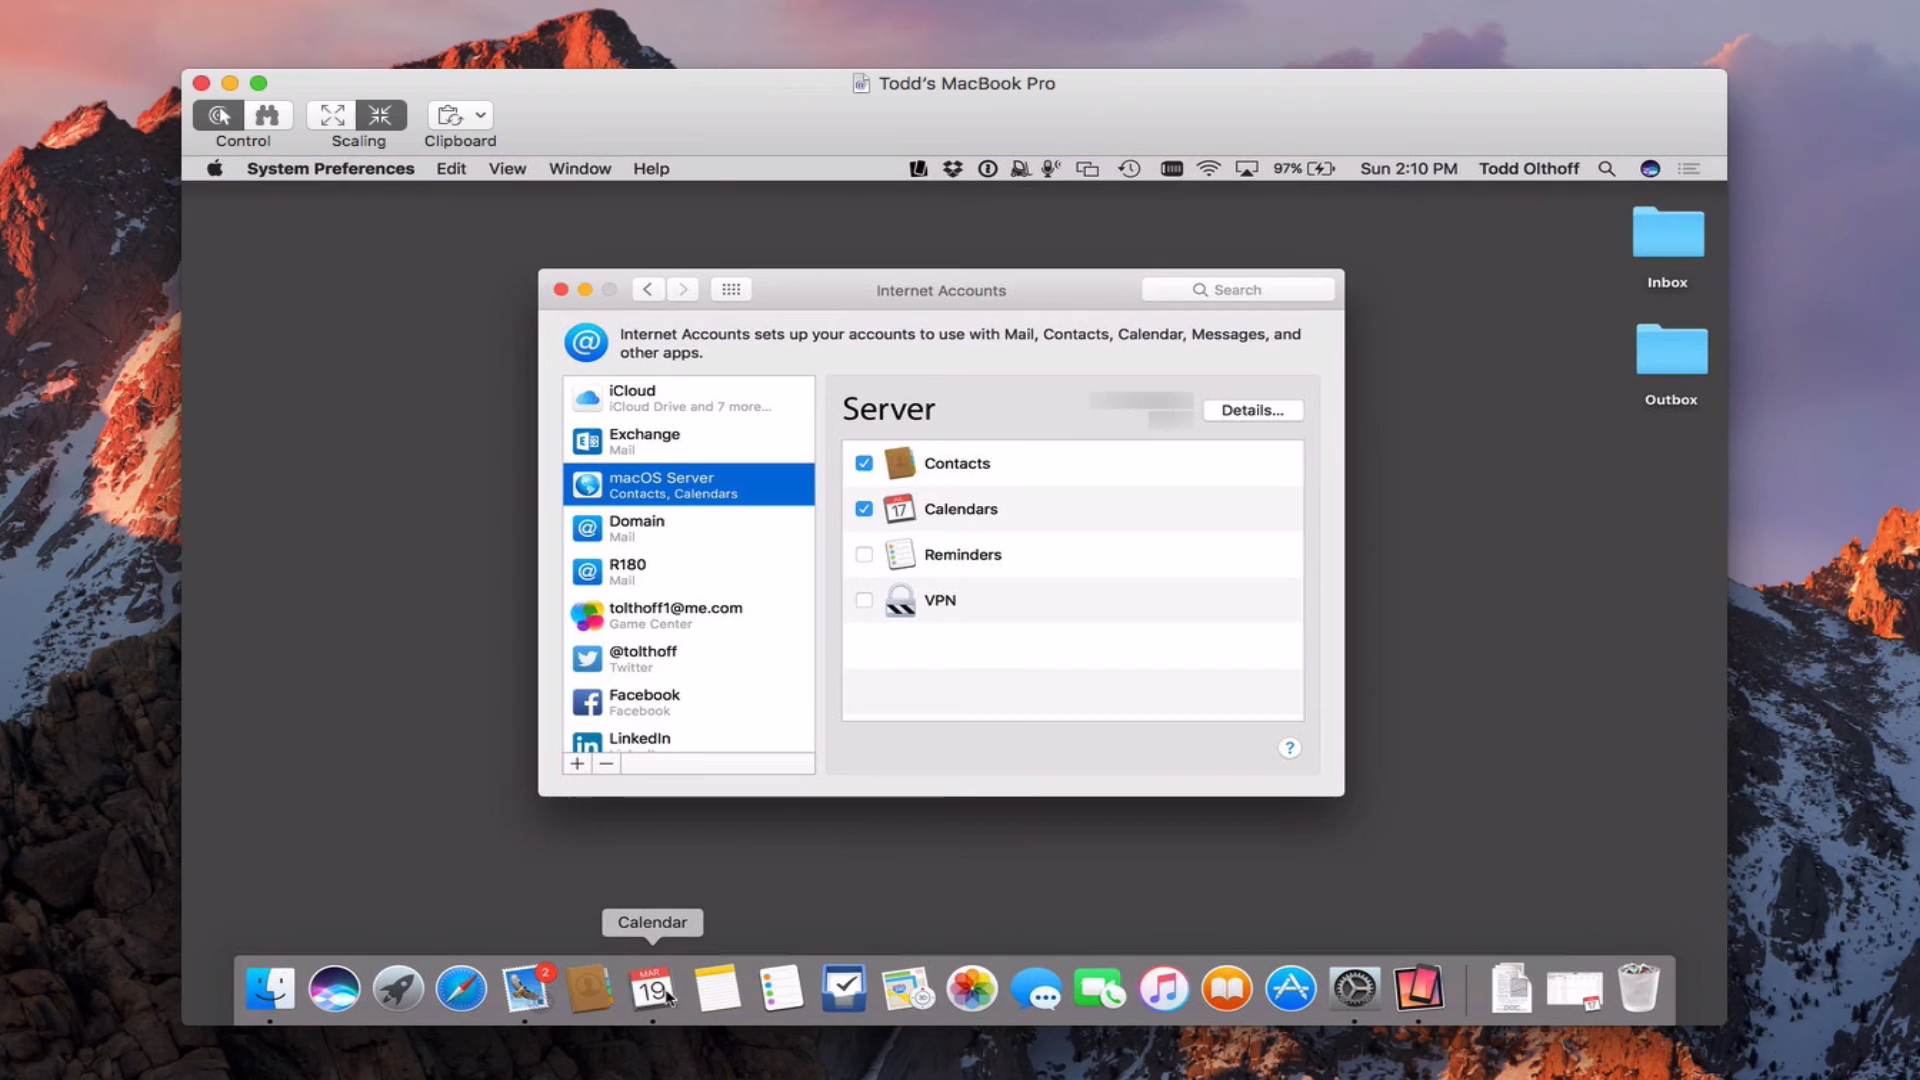 Todd's MacBook Pro
Control
Scaling
Clipboard
System Preferences Edit View Window Help 97% Sun 2:10 PM Todd Olthoff
Inbox
Outbox
Internet Accounts
Search
Internet Accounts sets up your accounts to use with Mail, Contacts, Calendar, Messages, and
other apps.
iCloud
iCloud Drive and 7 more...
Exchange
Mail
macOS Server
Contacts, Calendars
Domain
Mail
R180
Mail
tolthoff1@me.com
Game Center
@tolthoff
Twitter
Facebook
Facebook
LinkedIn
Server
Details...
Contacts
Calendars
Reminders
VPN
?
Calendar
2
MAR
19